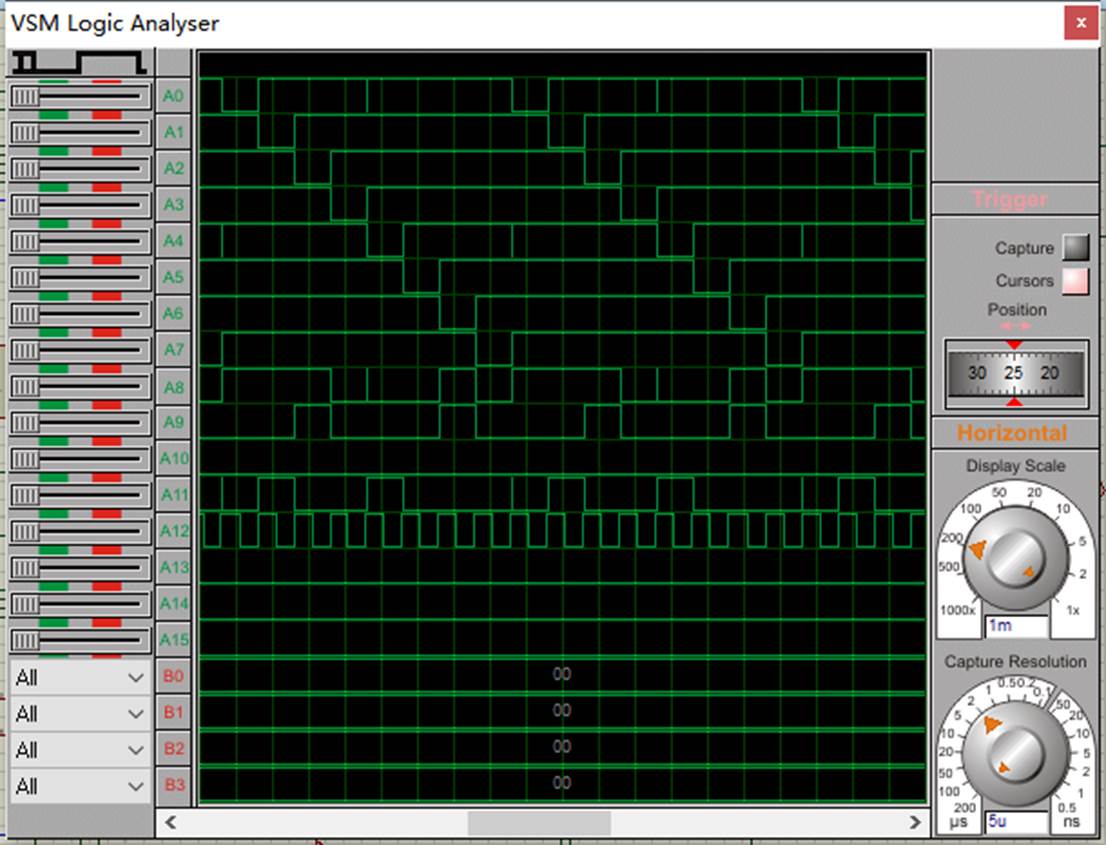 VSM Logic Analyser
x
A0
A1
A2
A3
A4
A5
A6
A7
A8
A9
A10
A11
A12
A13
A14
A15
All B0 00
All B1 00
All B2 00
All B3 00
Trigger
Capture
Cursors
Position
30 25 20
Horizontal
Display Scale
1000x 500 200 100 50 20 10 5 2 1x
1m
Capture Resolution
200 100 50 20 10 5 2 1 0.5 0.2 0.1 50 20 10 5 2 1 0.5
µs 5u ns